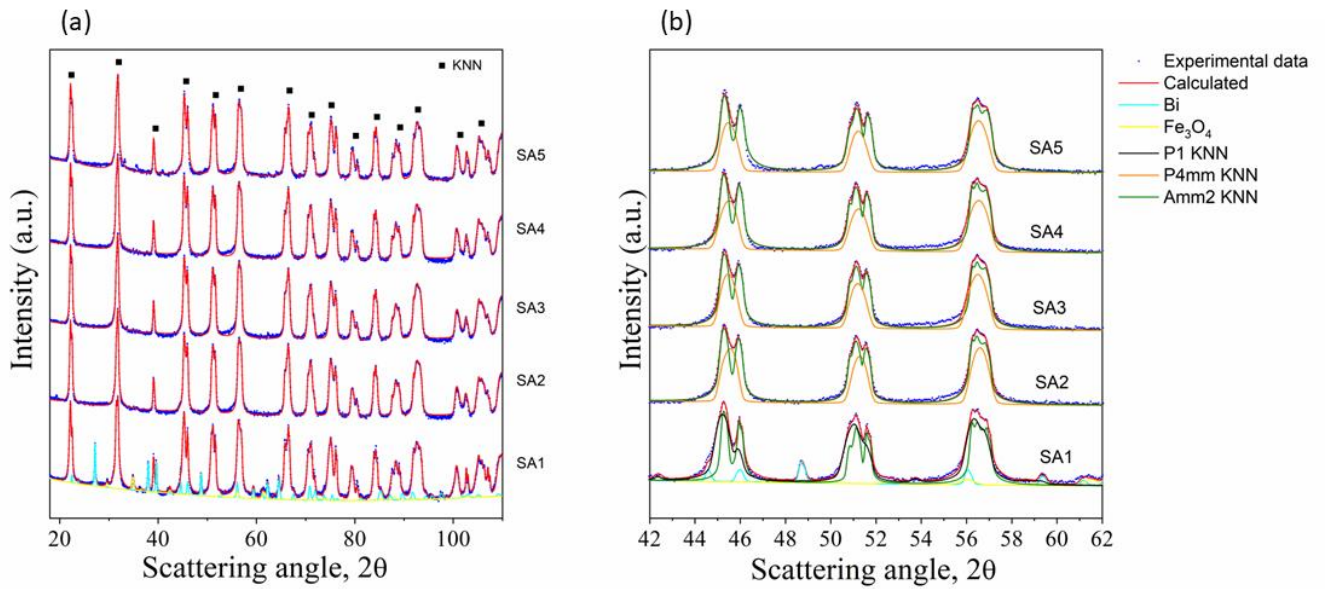 (a)
(b)
■ KNN
SA5
SA4
SA3
SA2
SA1
Intensity (a.u.)
20 40 60 80 100
Scattering angle, 2θ
SA5
SA4
SA3
SA2
SA1
Intensity (a.u.)
42 44 46 48 50 52 54 56 58 60 62
Scattering angle, 2θ
Experimental data
Calculated
Bi
Fe₃O₄
P1 KNN
P4mm KNN
Amm2 KNN